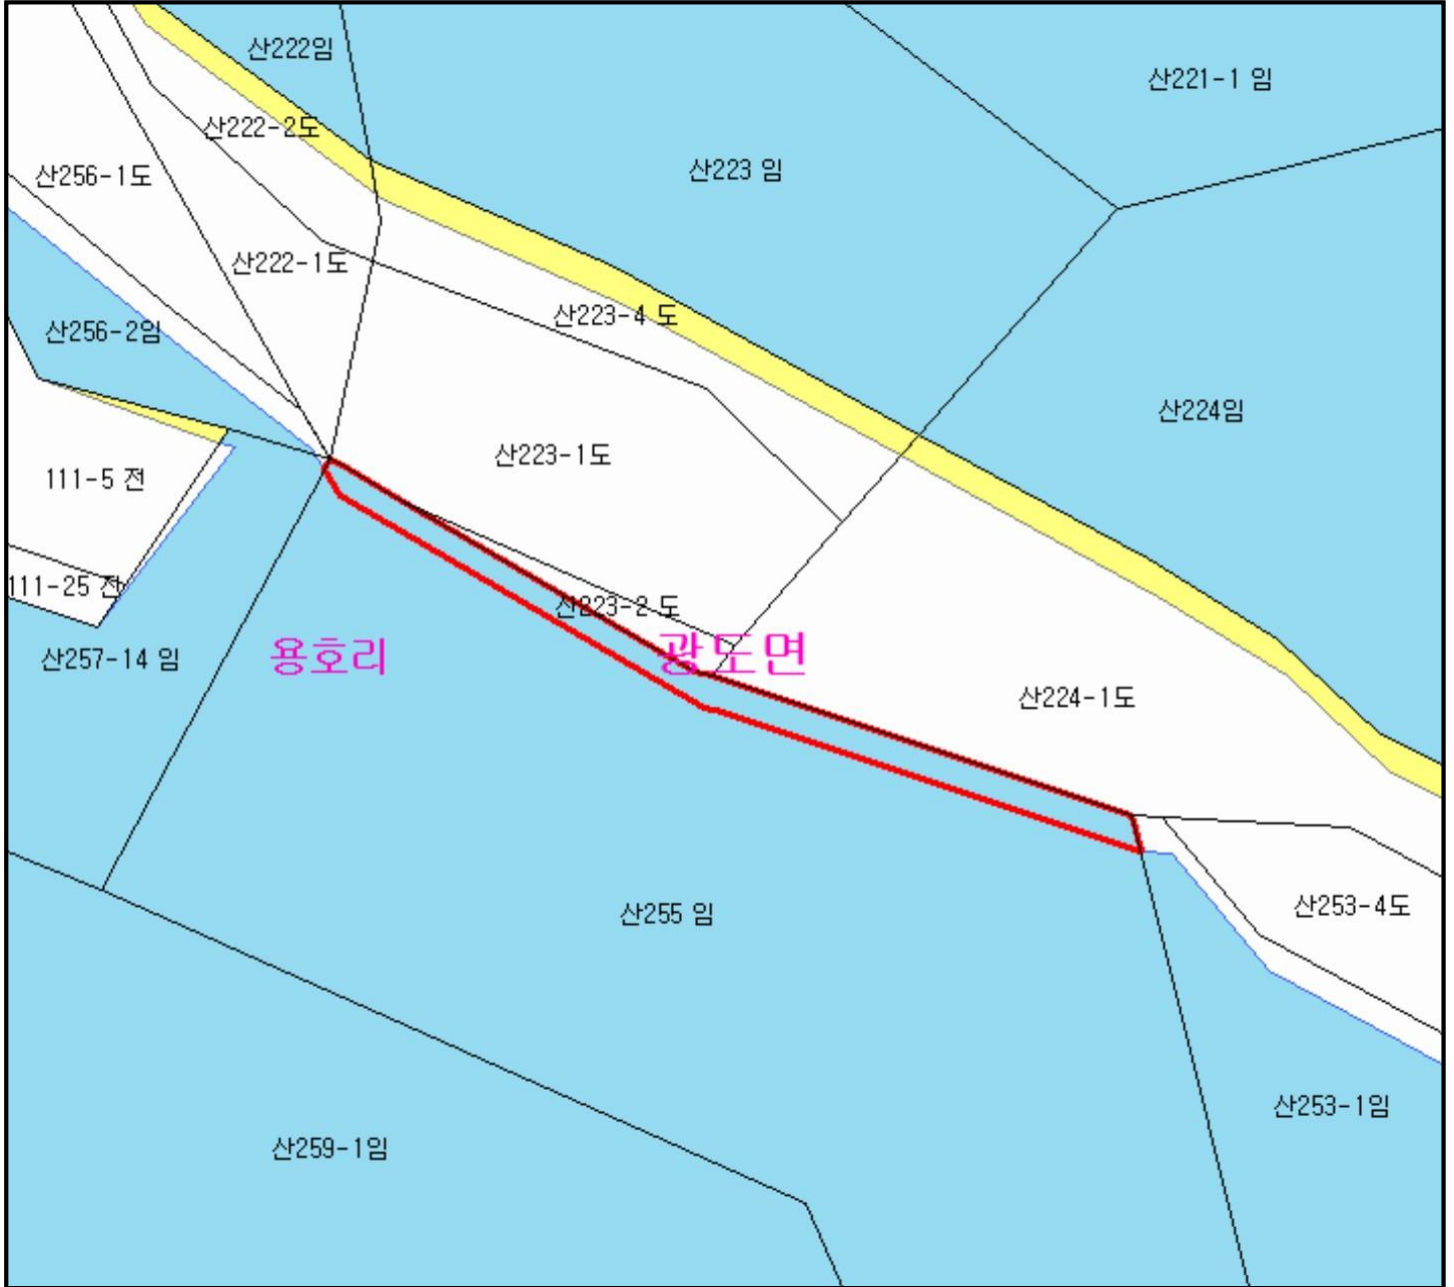 산222임
산221-1 임
산222-2도
산223 임
산256-1도
산222-1도
산223-4 도
산256-2임
산224임
산223-1도
111-5 전
111-25 전
산223-2 도
용호리
광도면
산257-14 임
산224-1도
산255 임
산253-4도
산253-1임
산259-1임